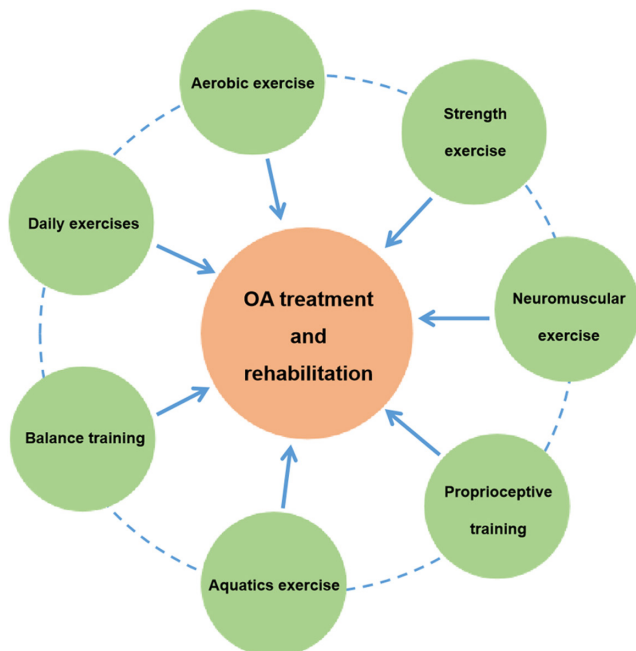 Aerobic exercise
Strength
exercise
Daily exercises
OA treatment
and
rehabilitation
Neuromuscular
exercise
Balance training
Proprioceptive
training
Aquatics exercise